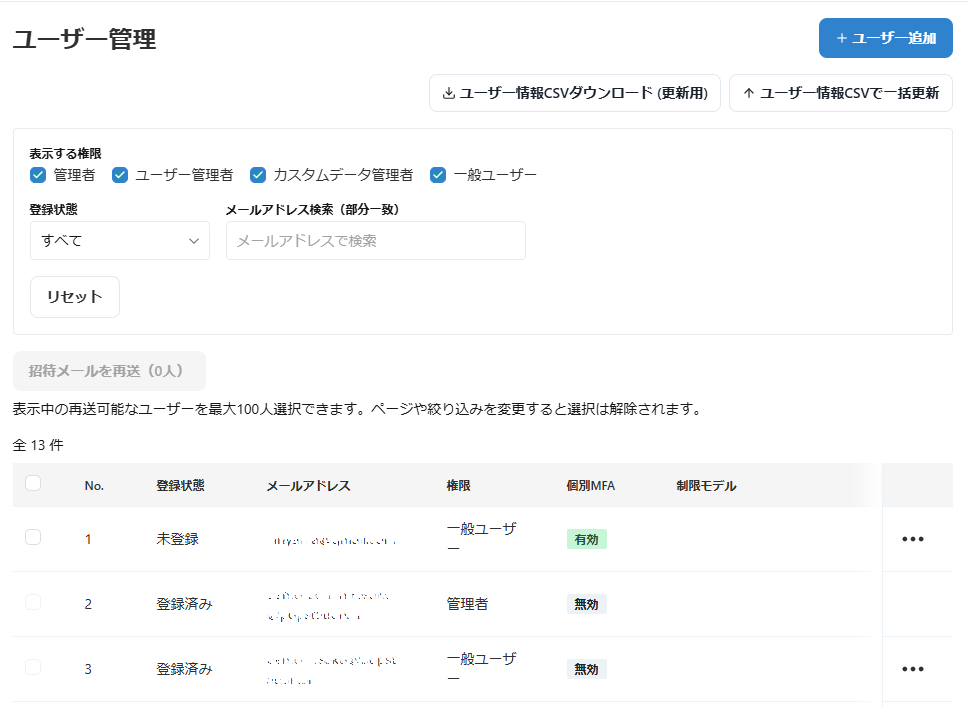 ユーザー管理
+ ユーザー追加
ユーザー情報CSVダウンロード (更新用)
ユーザー情報CSVで一括更新
表示する権限
管理者 ユーザー管理者 カスタムデータ管理者 一般ユーザー
登録状態 メールアドレス検索（部分一致）
すべて メールアドレスで検索
リセット
招待メールを再送（0人）
表示中の再送可能なユーザーを最大100人選択できます。ページや絞り込みを変更すると選択は解除されます。
全 13 件
No. 登録状態 メールアドレス 権限 個別MFA 制限モデル
1 未登録 一般ユーザー 有効
2 登録済み 管理者 無効
3 登録済み 一般ユーザー 無効